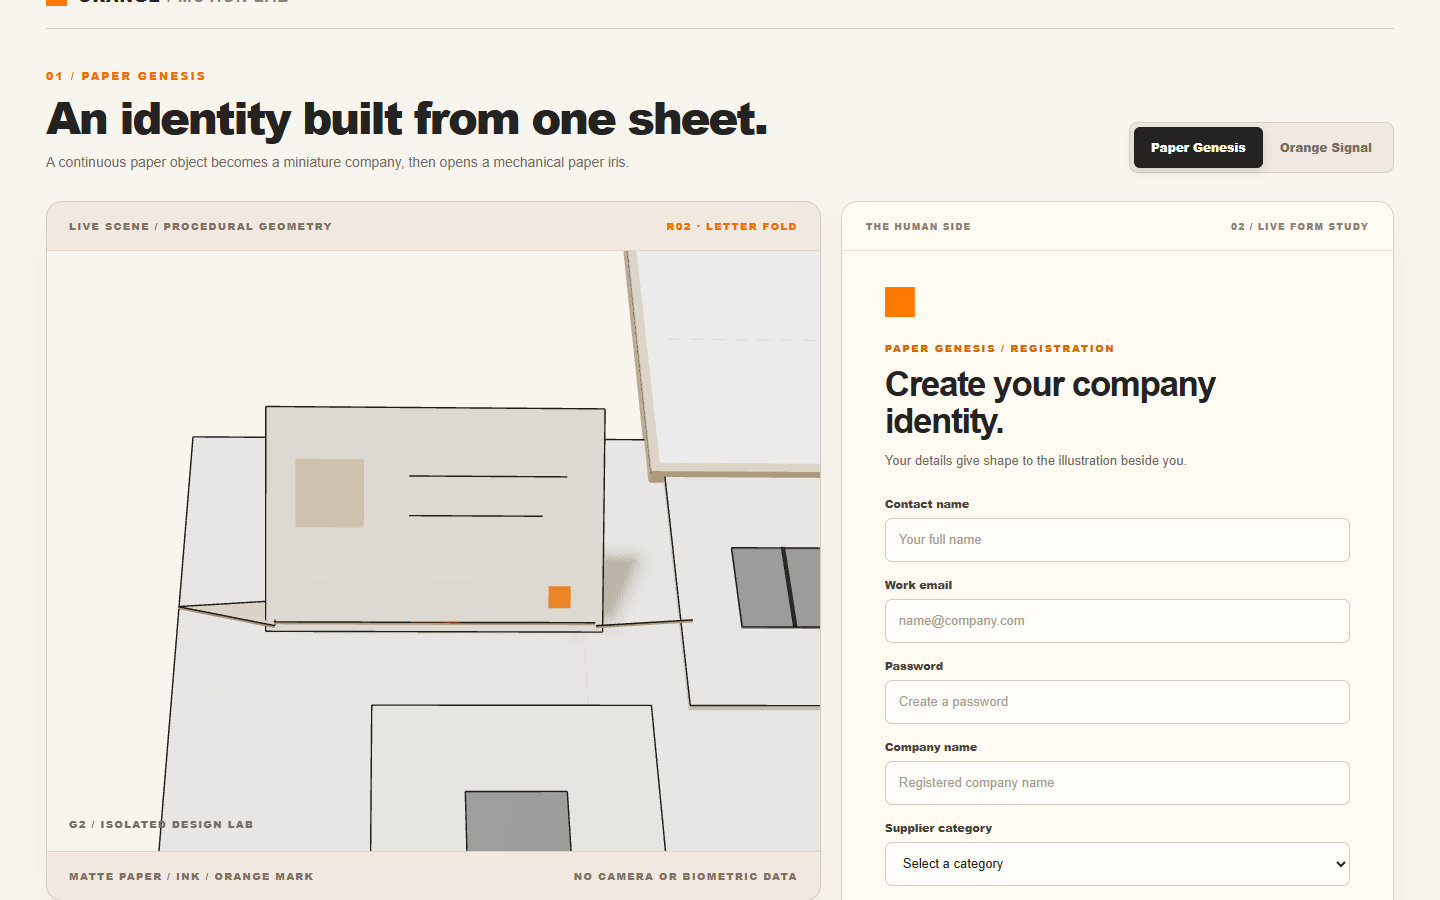 ORANGE / MOTION LAB
01 / PAPER GENESIS
An identity built from one sheet.
A continuous paper object becomes a miniature company, then opens a mechanical paper iris.
Paper Genesis
Orange Signal
LIVE SCENE / PROCEDURAL GEOMETRY
R02 · LETTER FOLD
G2 / ISOLATED DESIGN LAB
MATTE PAPER / INK / ORANGE MARK
NO CAMERA OR BIOMETRIC DATA
THE HUMAN SIDE
02 / LIVE FORM STUDY
PAPER GENESIS / REGISTRATION
Create your company
identity.
Your details give shape to the illustration beside you.
Contact name
Your full name
Work email
name@company.com
Password
Create a password
Company name
Registered company name
Supplier category
Select a category